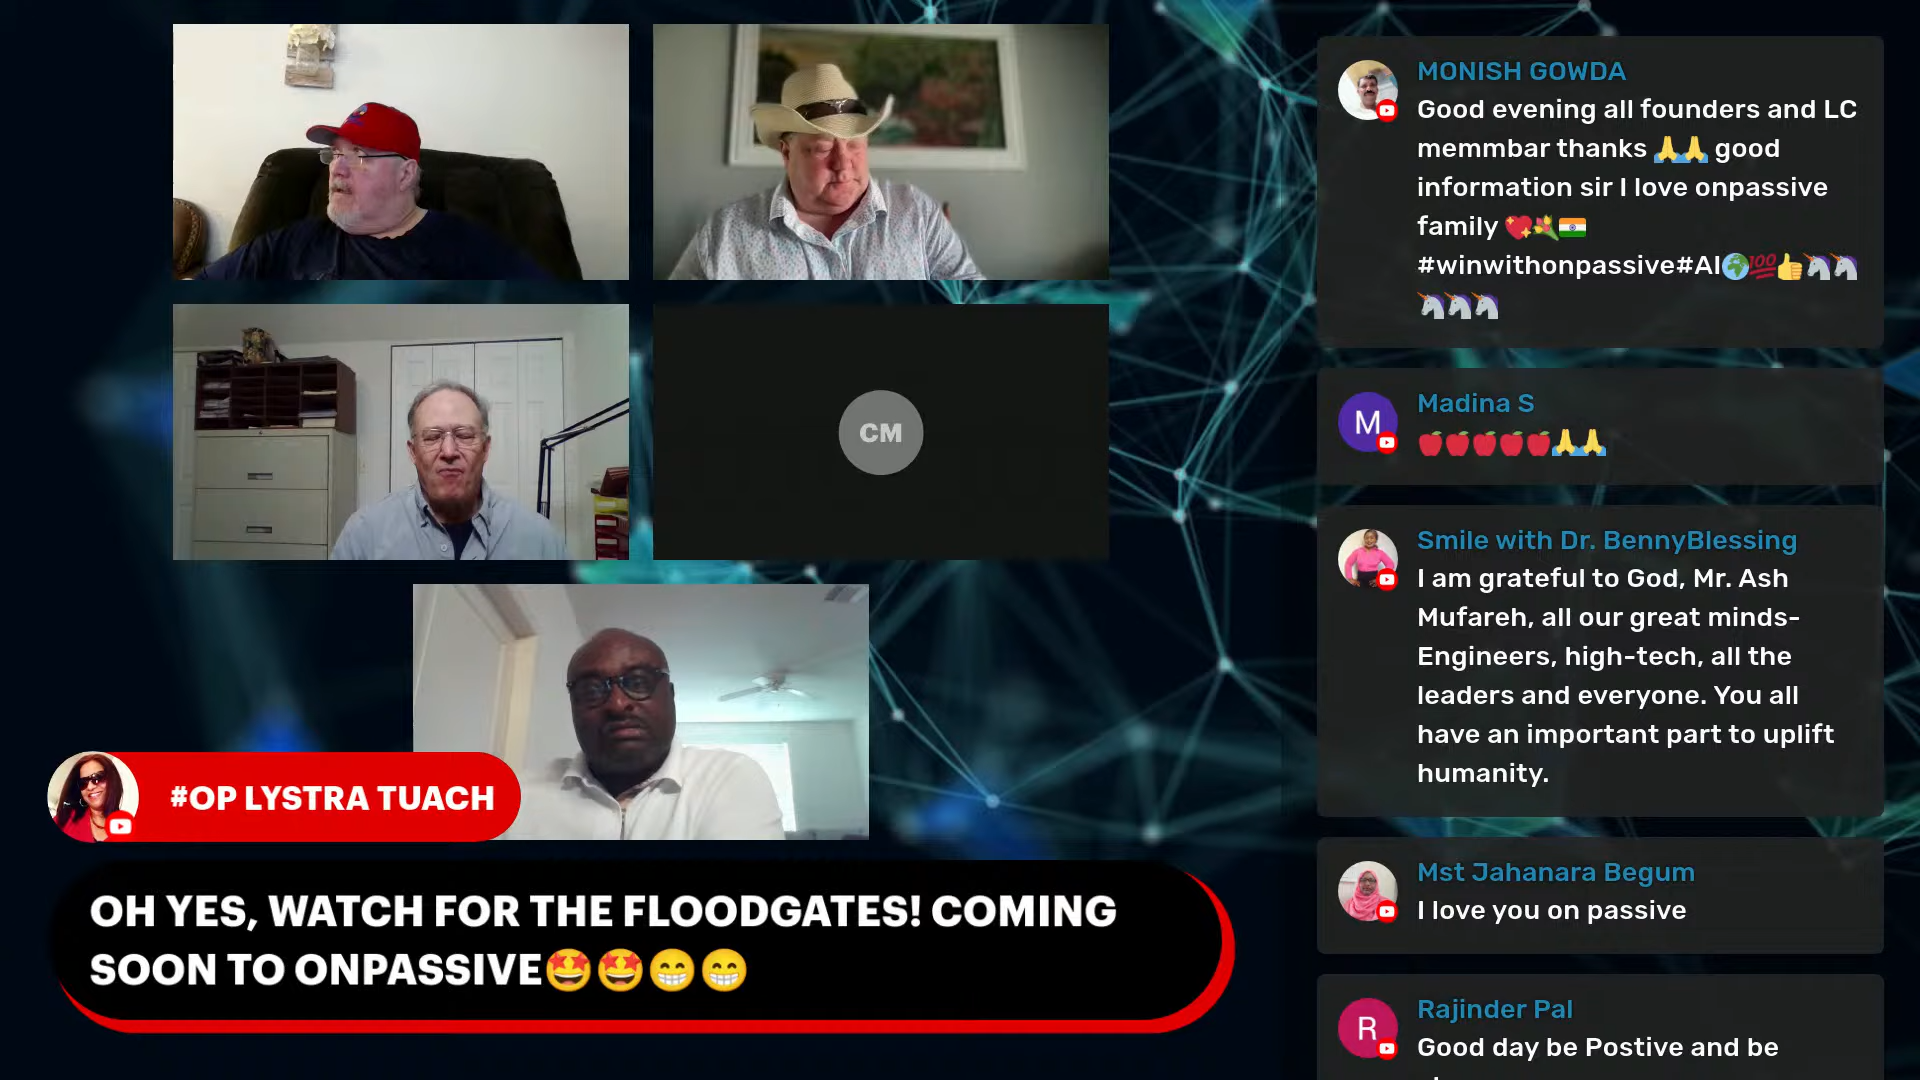 CM
#OP LYSTRA TUACH
OH YES, WATCH FOR THE FLOODGATES! COMING
SOON TO ONPASSIVE🤩🤩😁😁
MONISH GOWDA
Good evening all founders and LC
memmbar thanks 🙏🙏 good
information sir I love onpassive
family 💖🌷🇮🇳
#winwithonpassive#AI🌍💯👍🦄🦄
🦄🦄🦄
M
Madina S
🍎🍎🍎🍎🍎🙏🙏
Smile with Dr. BennyBlessing
I am grateful to God, Mr. Ash
Mufareh, all our great minds-
Engineers, high-tech, all the
leaders and everyone. You all
have an important part to uplift
humanity.
Mst Jahanara Begum
I love you on passive
R
Rajinder Pal
Good day be Postive and be